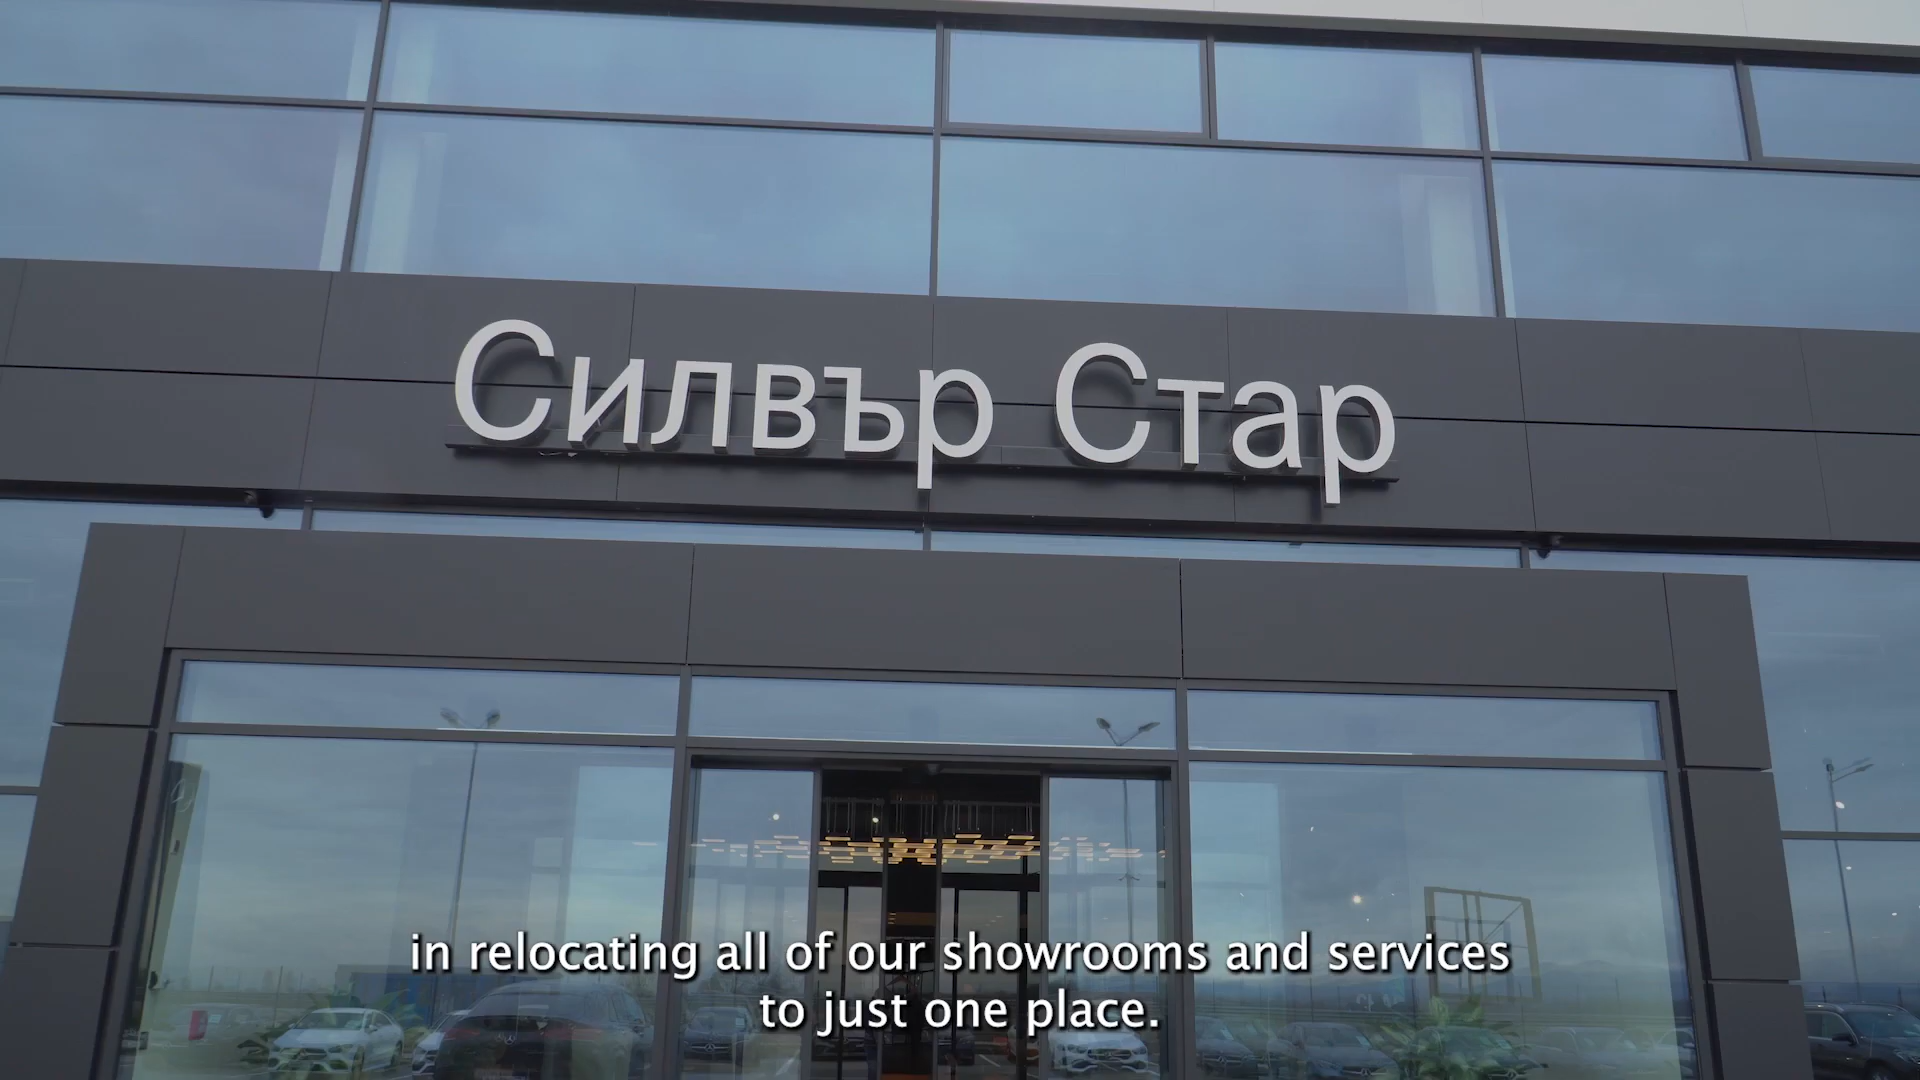 Силвър Стар
in relocating all of our showrooms and services
to just one place.